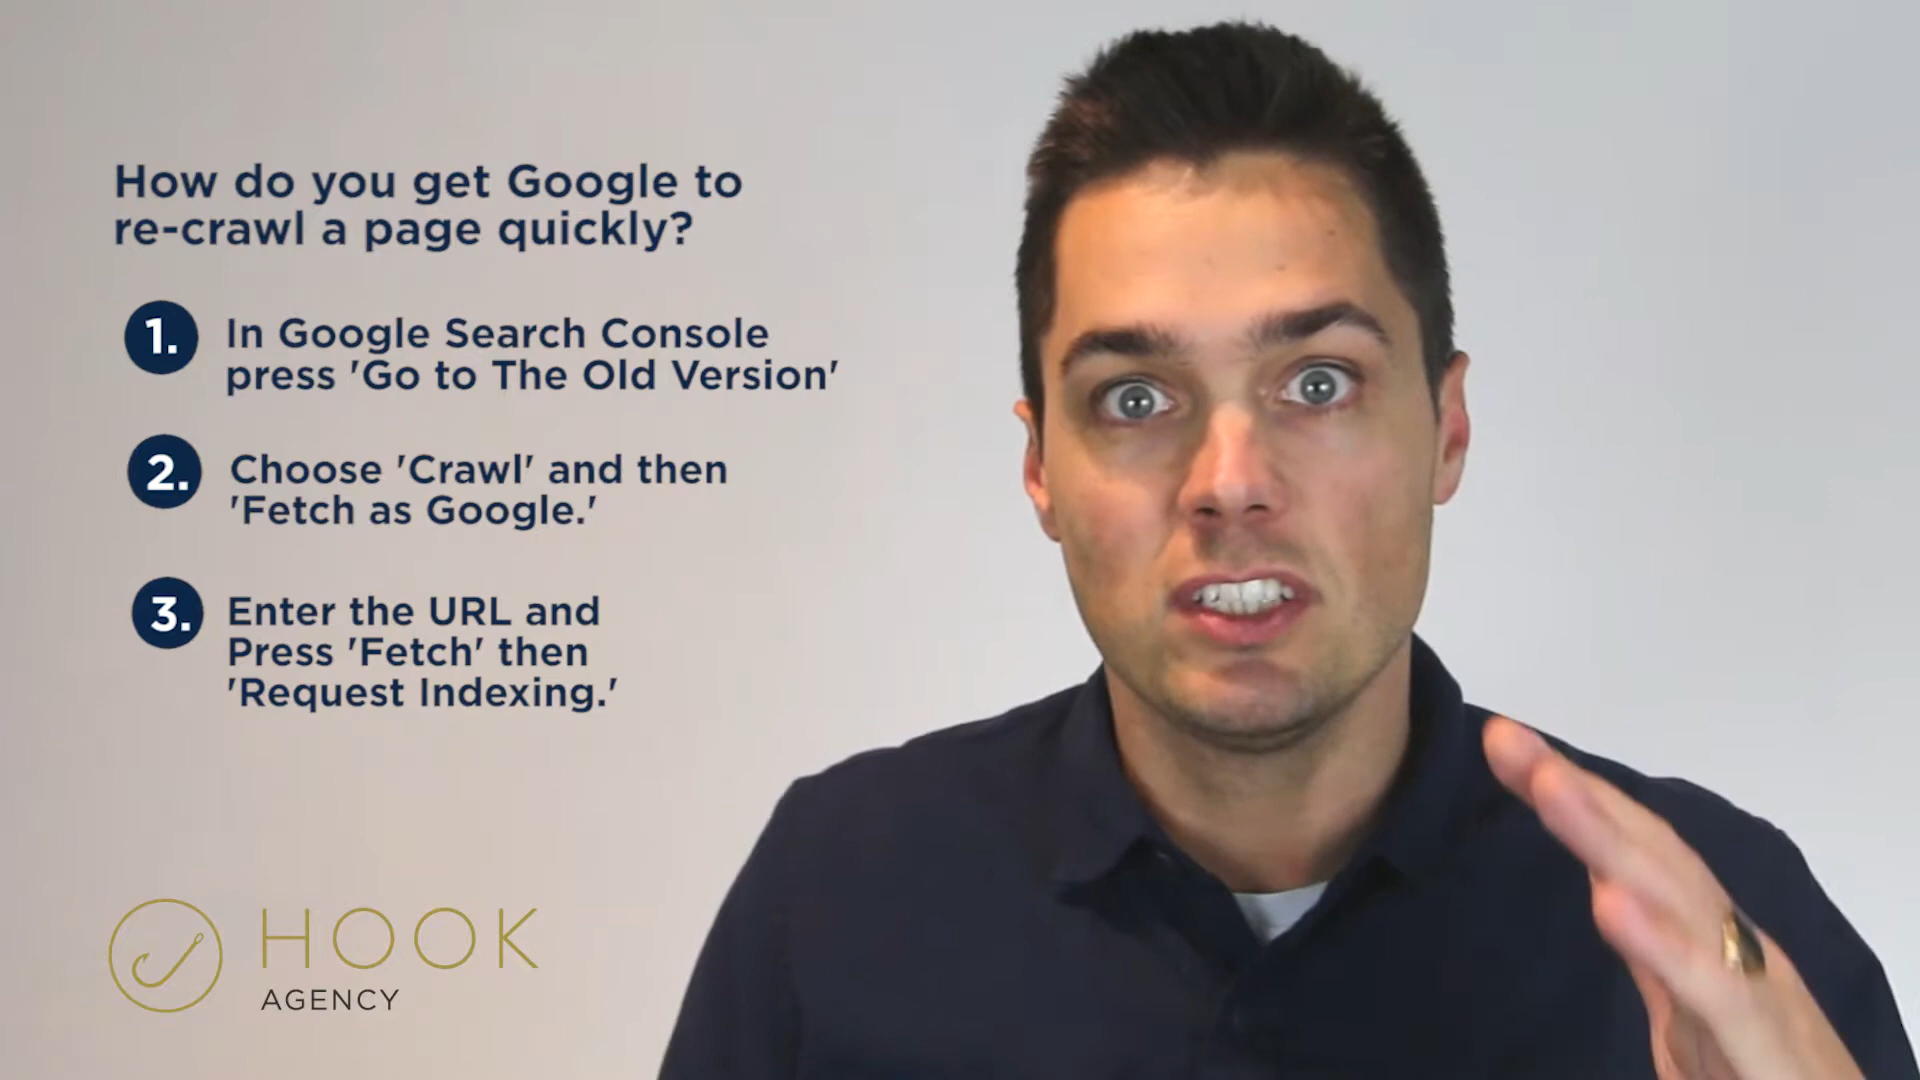 How do you get Google to
re-crawl a page quickly?
1. In Google Search Console
press 'Go to The Old Version'
2. Choose 'Crawl' and then
'Fetch as Google.'
3. Enter the URL and
Press 'Fetch' then
'Request Indexing.'
HOOK
AGENCY